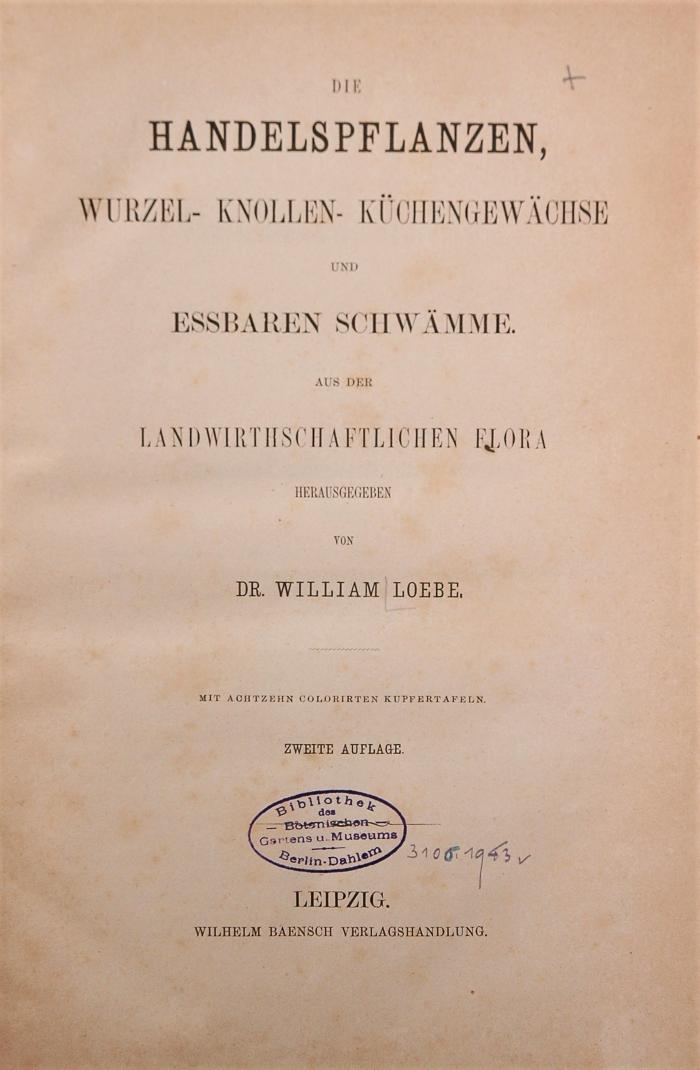 DIE
HANDELSPFLANZEN,
WURZEL- KNOLLEN- KÜCHENGEWÄCHSE
UND
ESSBAREN SCHWÄMME.
AUS DER
LANDWIRTHSCHAFTLICHEN FLORA
HERAUSGEGEBEN
VON
DR. WILLIAM LOEBE.
MIT ACHTZEHN COLORIRTEN KUPFERTAFELN.
ZWEITE AUFLAGE.
Bibliothek
des
Botanischen
Gartens u. Museums
Berlin-Dahlem
LEIPZIG.
WILHELM BAENSCH VERLAGSHANDLUNG.